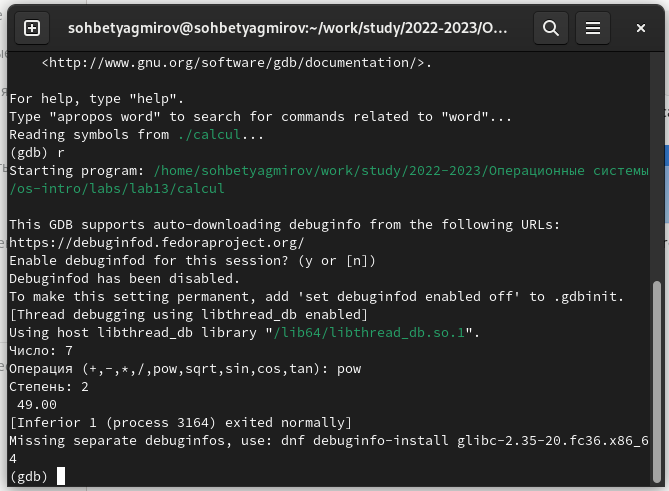 sohbetyagmirov@sohbetyagmirov:~/work/study/2022-2023/О...
<http://www.gnu.org/software/gdb/documentation/>.
For help, type "help".
Type "apropos word" to search for commands related to "word"...
Reading symbols from ./calcul...
(gdb) r
Starting program: /home/sohbetyagmirov/work/study/2022-2023/Операционные системы
/os-intro/labs/lab13/calcul
This GDB supports auto-downloading debuginfo from the following URLs:
https://debuginfod.fedoraproject.org/
Enable debuginfod for this session? (y or [n])
Debuginfod has been disabled.
To make this setting permanent, add 'set debuginfod enabled off' to .gdbinit.
[Thread debugging using libthread_db enabled]
Using host libthread_db library "/lib64/libthread_db.so.1".
Число: 7
Операция (+,-,*,/,pow,sqrt,sin,cos,tan): pow
Степень: 2
49.00
[Inferior 1 (process 3164) exited normally]
Missing separate debuginfos, use: dnf debuginfo-install glibc-2.35-20.fc36.x86_6
4
(gdb)